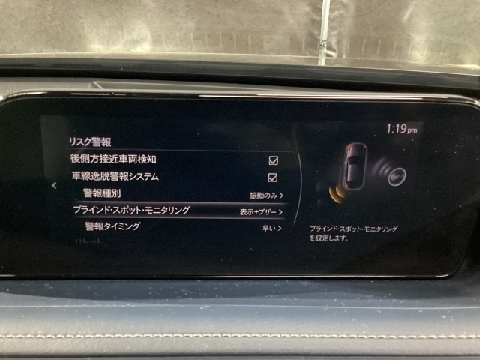 1:19 pm
リスク警報
後側方接近車両検知
車線逸脱警報システム
警報種別 振動のみ >
ブラインド・スポット・モニタリング 表示+ブザー >
警報タイミング 早い >
ブラインド・スポット・モニタリング
を設定します。